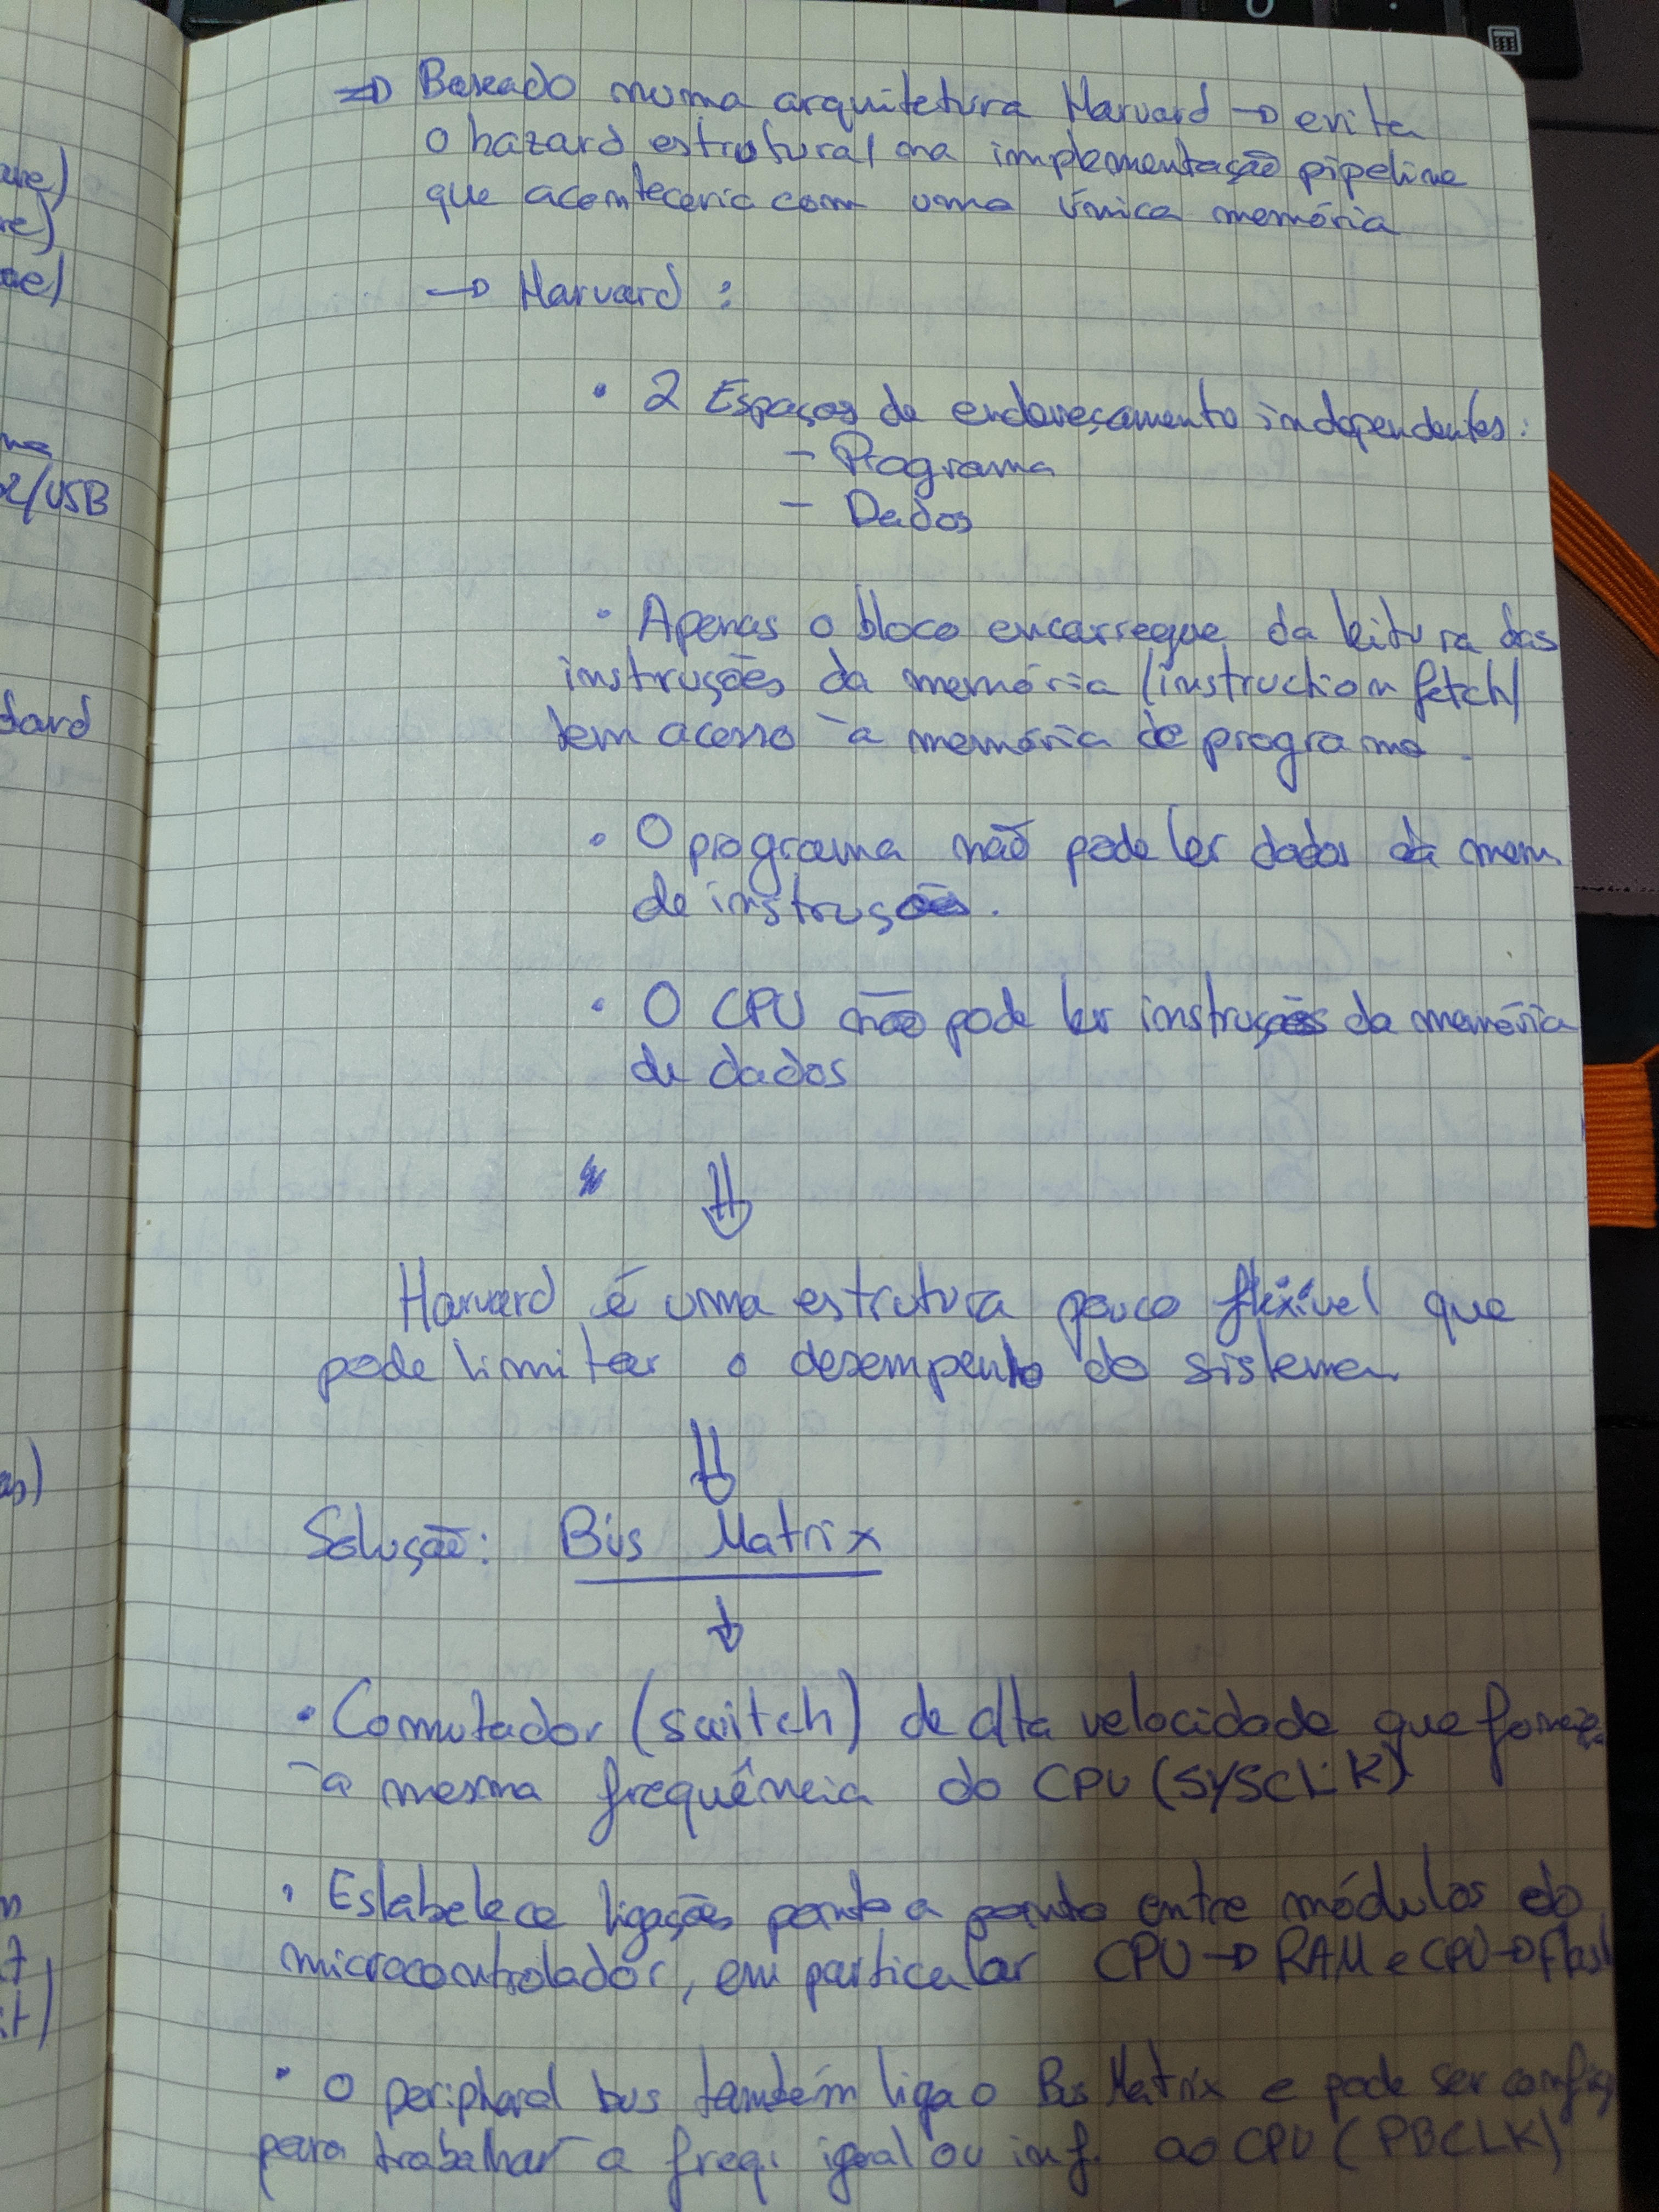 ⇒ Baseado numa arquitetura Harvard → evita
o hazard estrutural na implementação pipeline
que aconteceria com uma única memória
→ Harvard :
• 2 Espaços de endereçamento independentes:
- Programa
- Dados
• Apenas o bloco encarregue da leitura das
instruções da memória (instruction fetch)
tem acesso à memória de programa.
• O programa não pode ler dados da mem
de instruções.
• O CPU não pode ler instruções da memória
de dados
⇓
Harvard é uma estrutura pouco flexível que
pode limitar o desempenho do sistema
⇓
Solução: Bus Matrix
↓
• Comutador (switch) de alta velocidade que
à mesma frequência do CPU (SYSCLK)
• Estabelece ligações ponto a ponto entre módulos do
microcontrolador, em particular CPU → RAM e CPU → Flash
• O peripheral bus também liga o Bus Matrix e pode ser config
para trabalhar a freq. igual ou inf. ao CPU (PBCLK)
re)
2/USB
dard
as)
it)